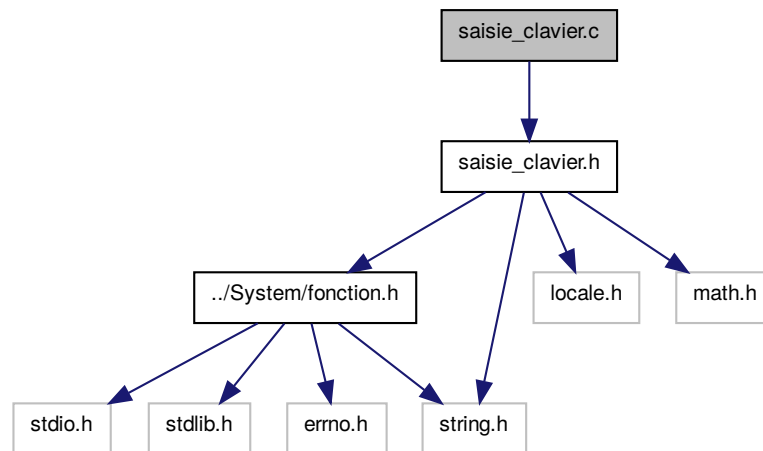 saisie_clavier.c
saisie_clavier.h
../System/fonction.h
locale.h
math.h
stdio.h
stdlib.h
errno.h
string.h